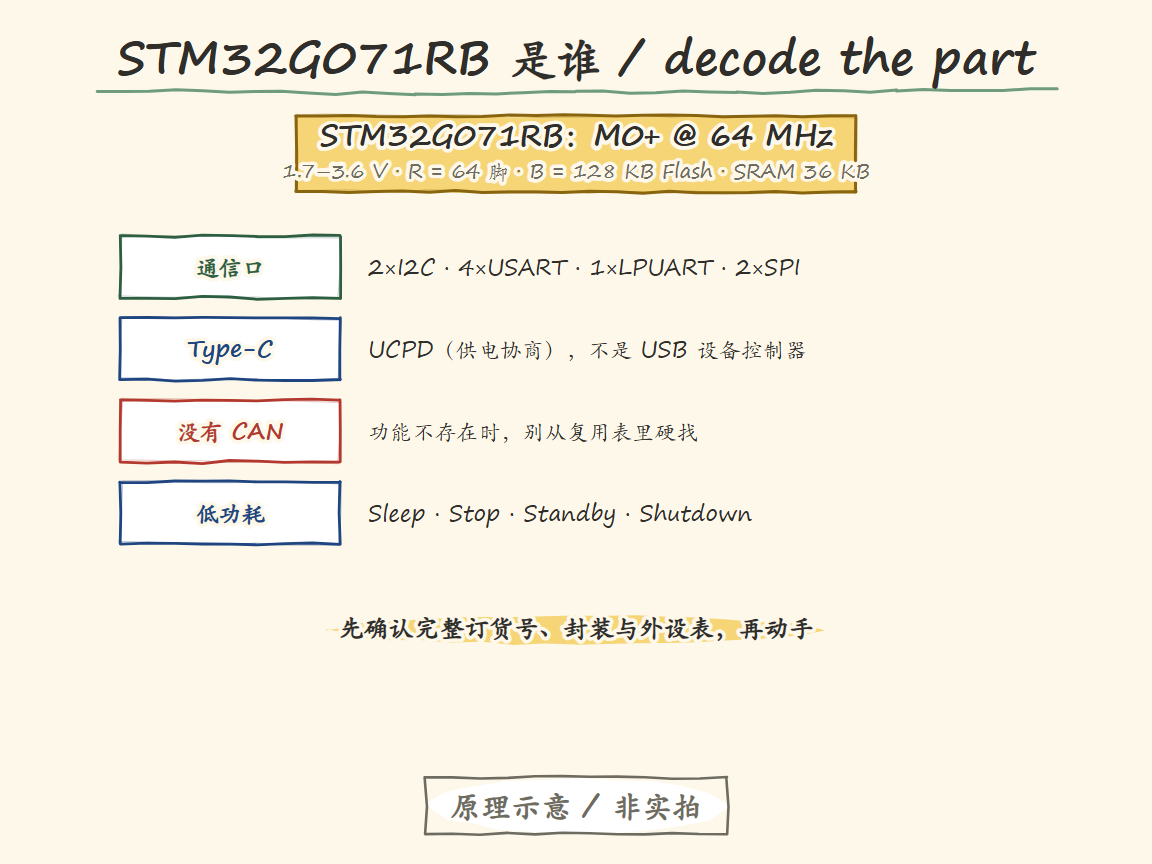 STM32G071RB 是谁 / decode the part
STM32G071RB：M0+ @ 64 MHz
1.7–3.6 V · R = 64 脚 · B = 128 KB Flash · SRAM 36 KB
通信口
2×I2C · 4×USART · 1×LPUART · 2×SPI
Type-C
UCPD（供电协商），不是 USB 设备控制器
没有 CAN
功能不存在时，别从复用表里硬找
低功耗
Sleep · Stop · Standby · Shutdown
先确认完整订货号、封装与外设表，再动手
原理示意 / 非实拍